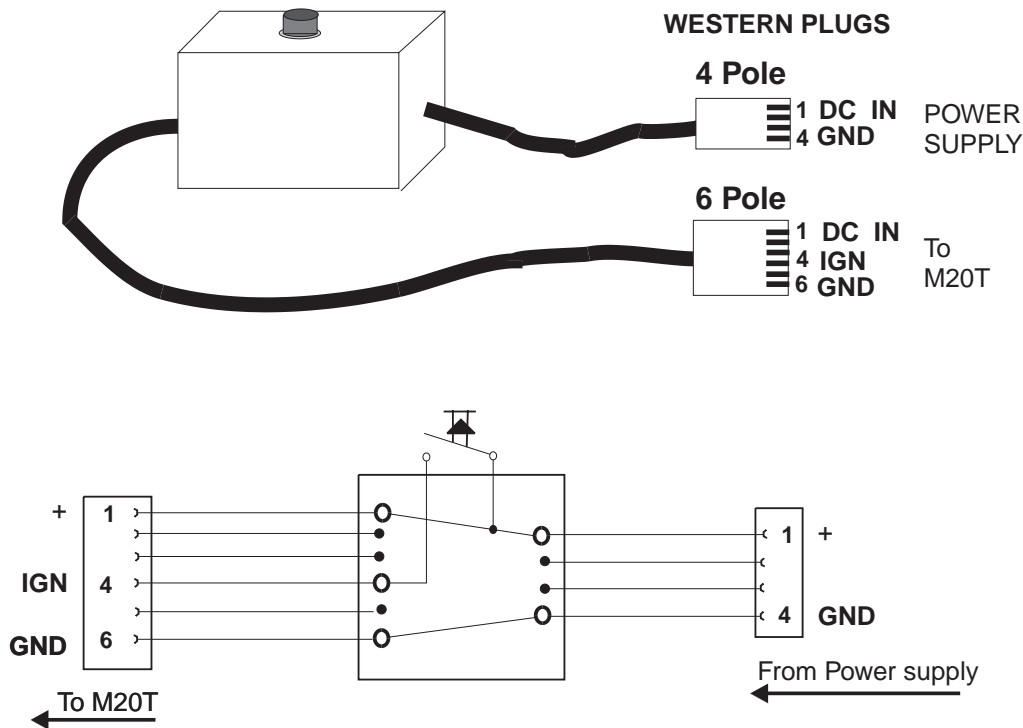 WESTERN PLUGS
4 Pole
1 DC IN
4 GND
POWER
SUPPLY
6 Pole
1 DC IN
4 IGN
6 GND
To
M20T
+ 1
IGN 4
GND 6
1 +
4 GND
To M20T
From Power supply